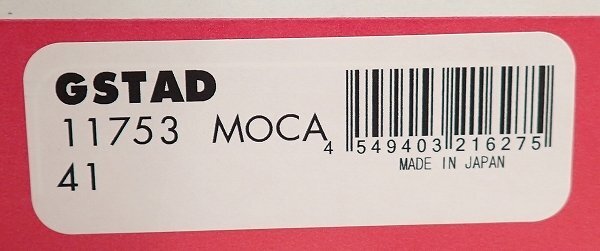 GSTAD
11753 MOCA
41
4 549403 216275
MADE IN JAPAN